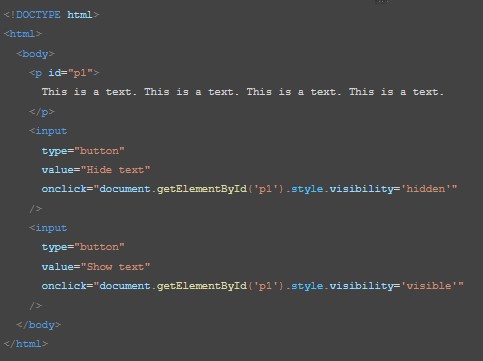 <!DOCTYPE html>
<html>
  <body>
    <p id="p1">
      This is a text. This is a text. This is a text. This is a text.
    </p>
    <input
      type="button"
      value="Hide text"
      onclick="document.getElementById('p1').style.visibility='hidden'"
    />
    <input
      type="button"
      value="Show text"
      onclick="document.getElementById('p1').style.visibility='visible'"
    />
  </body>
</html>